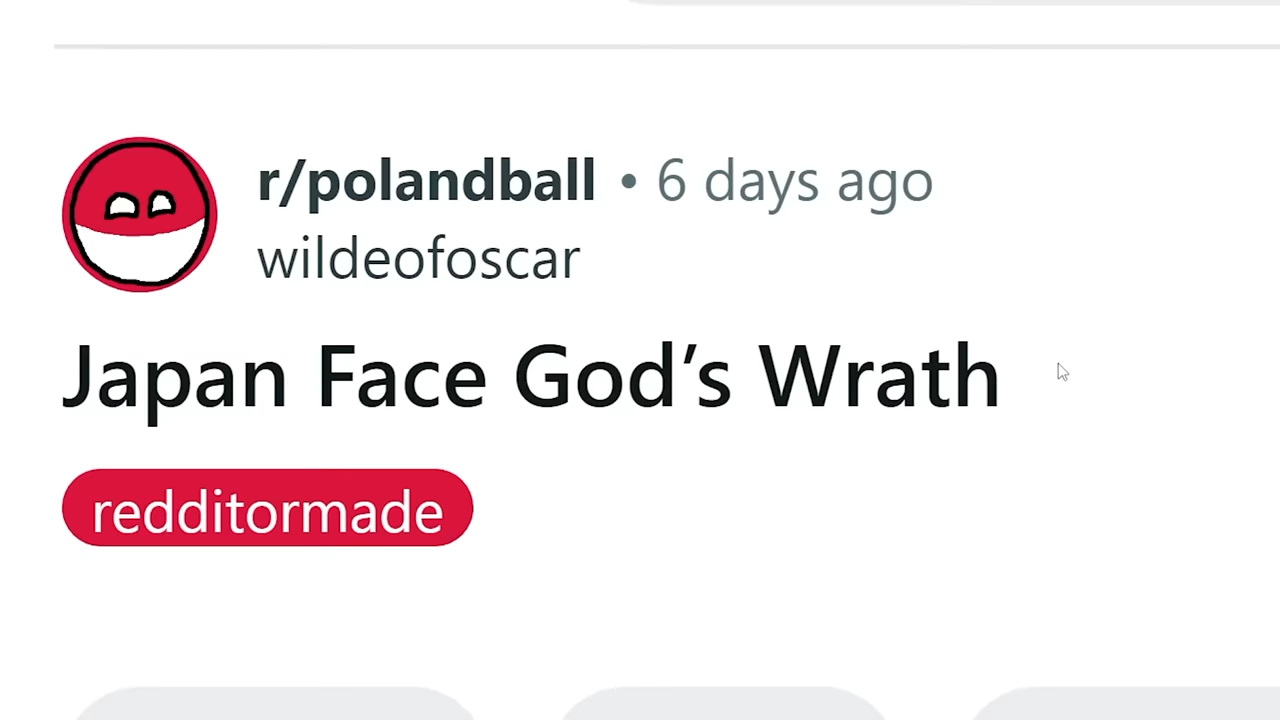 r/polandball • 6 days ago
wildeofoscar
Japan Face God’s Wrath
redditormade